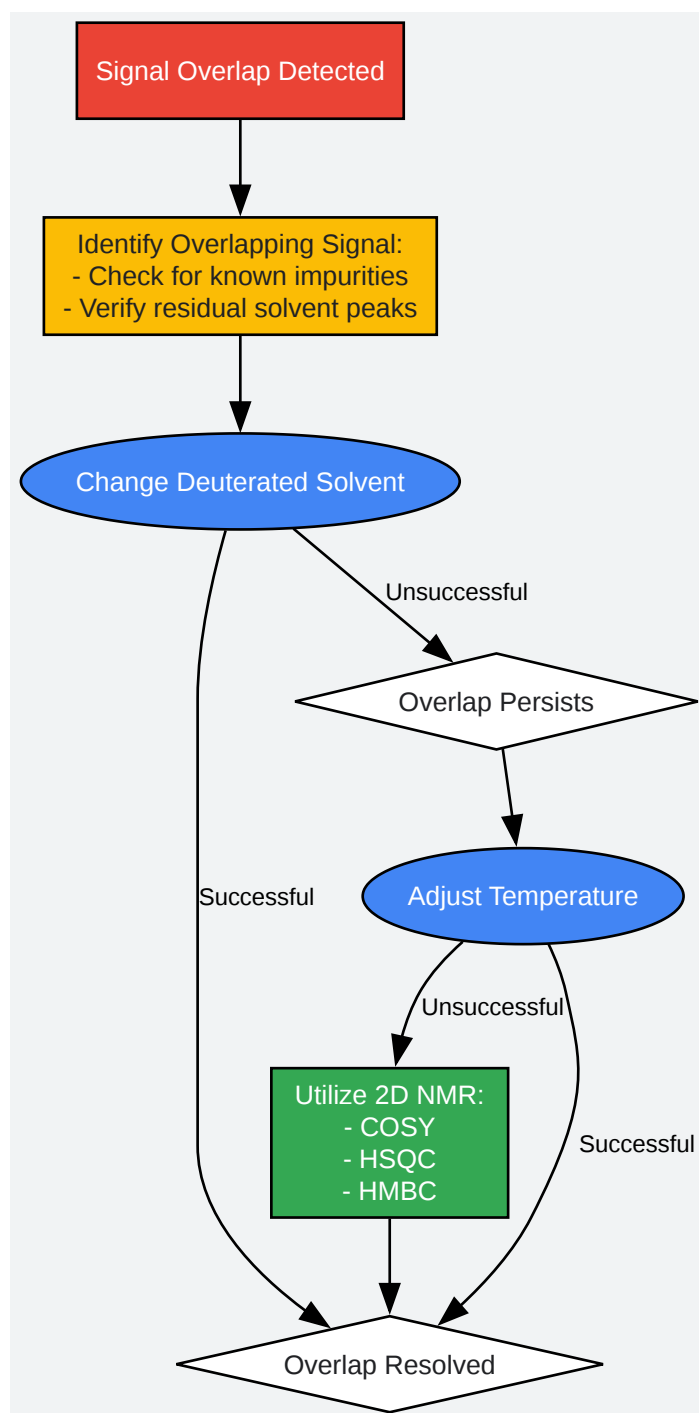 Signal Overlap Detected
Identify Overlapping Signal:
- Check for known impurities
- Verify residual solvent peaks
Change Deuterated Solvent
Unsuccessful
Overlap Persists
Successful
Adjust Temperature
Unsuccessful
Utilize 2D NMR:
- COSY
- HSQC
- HMBC
Successful
Overlap Resolved